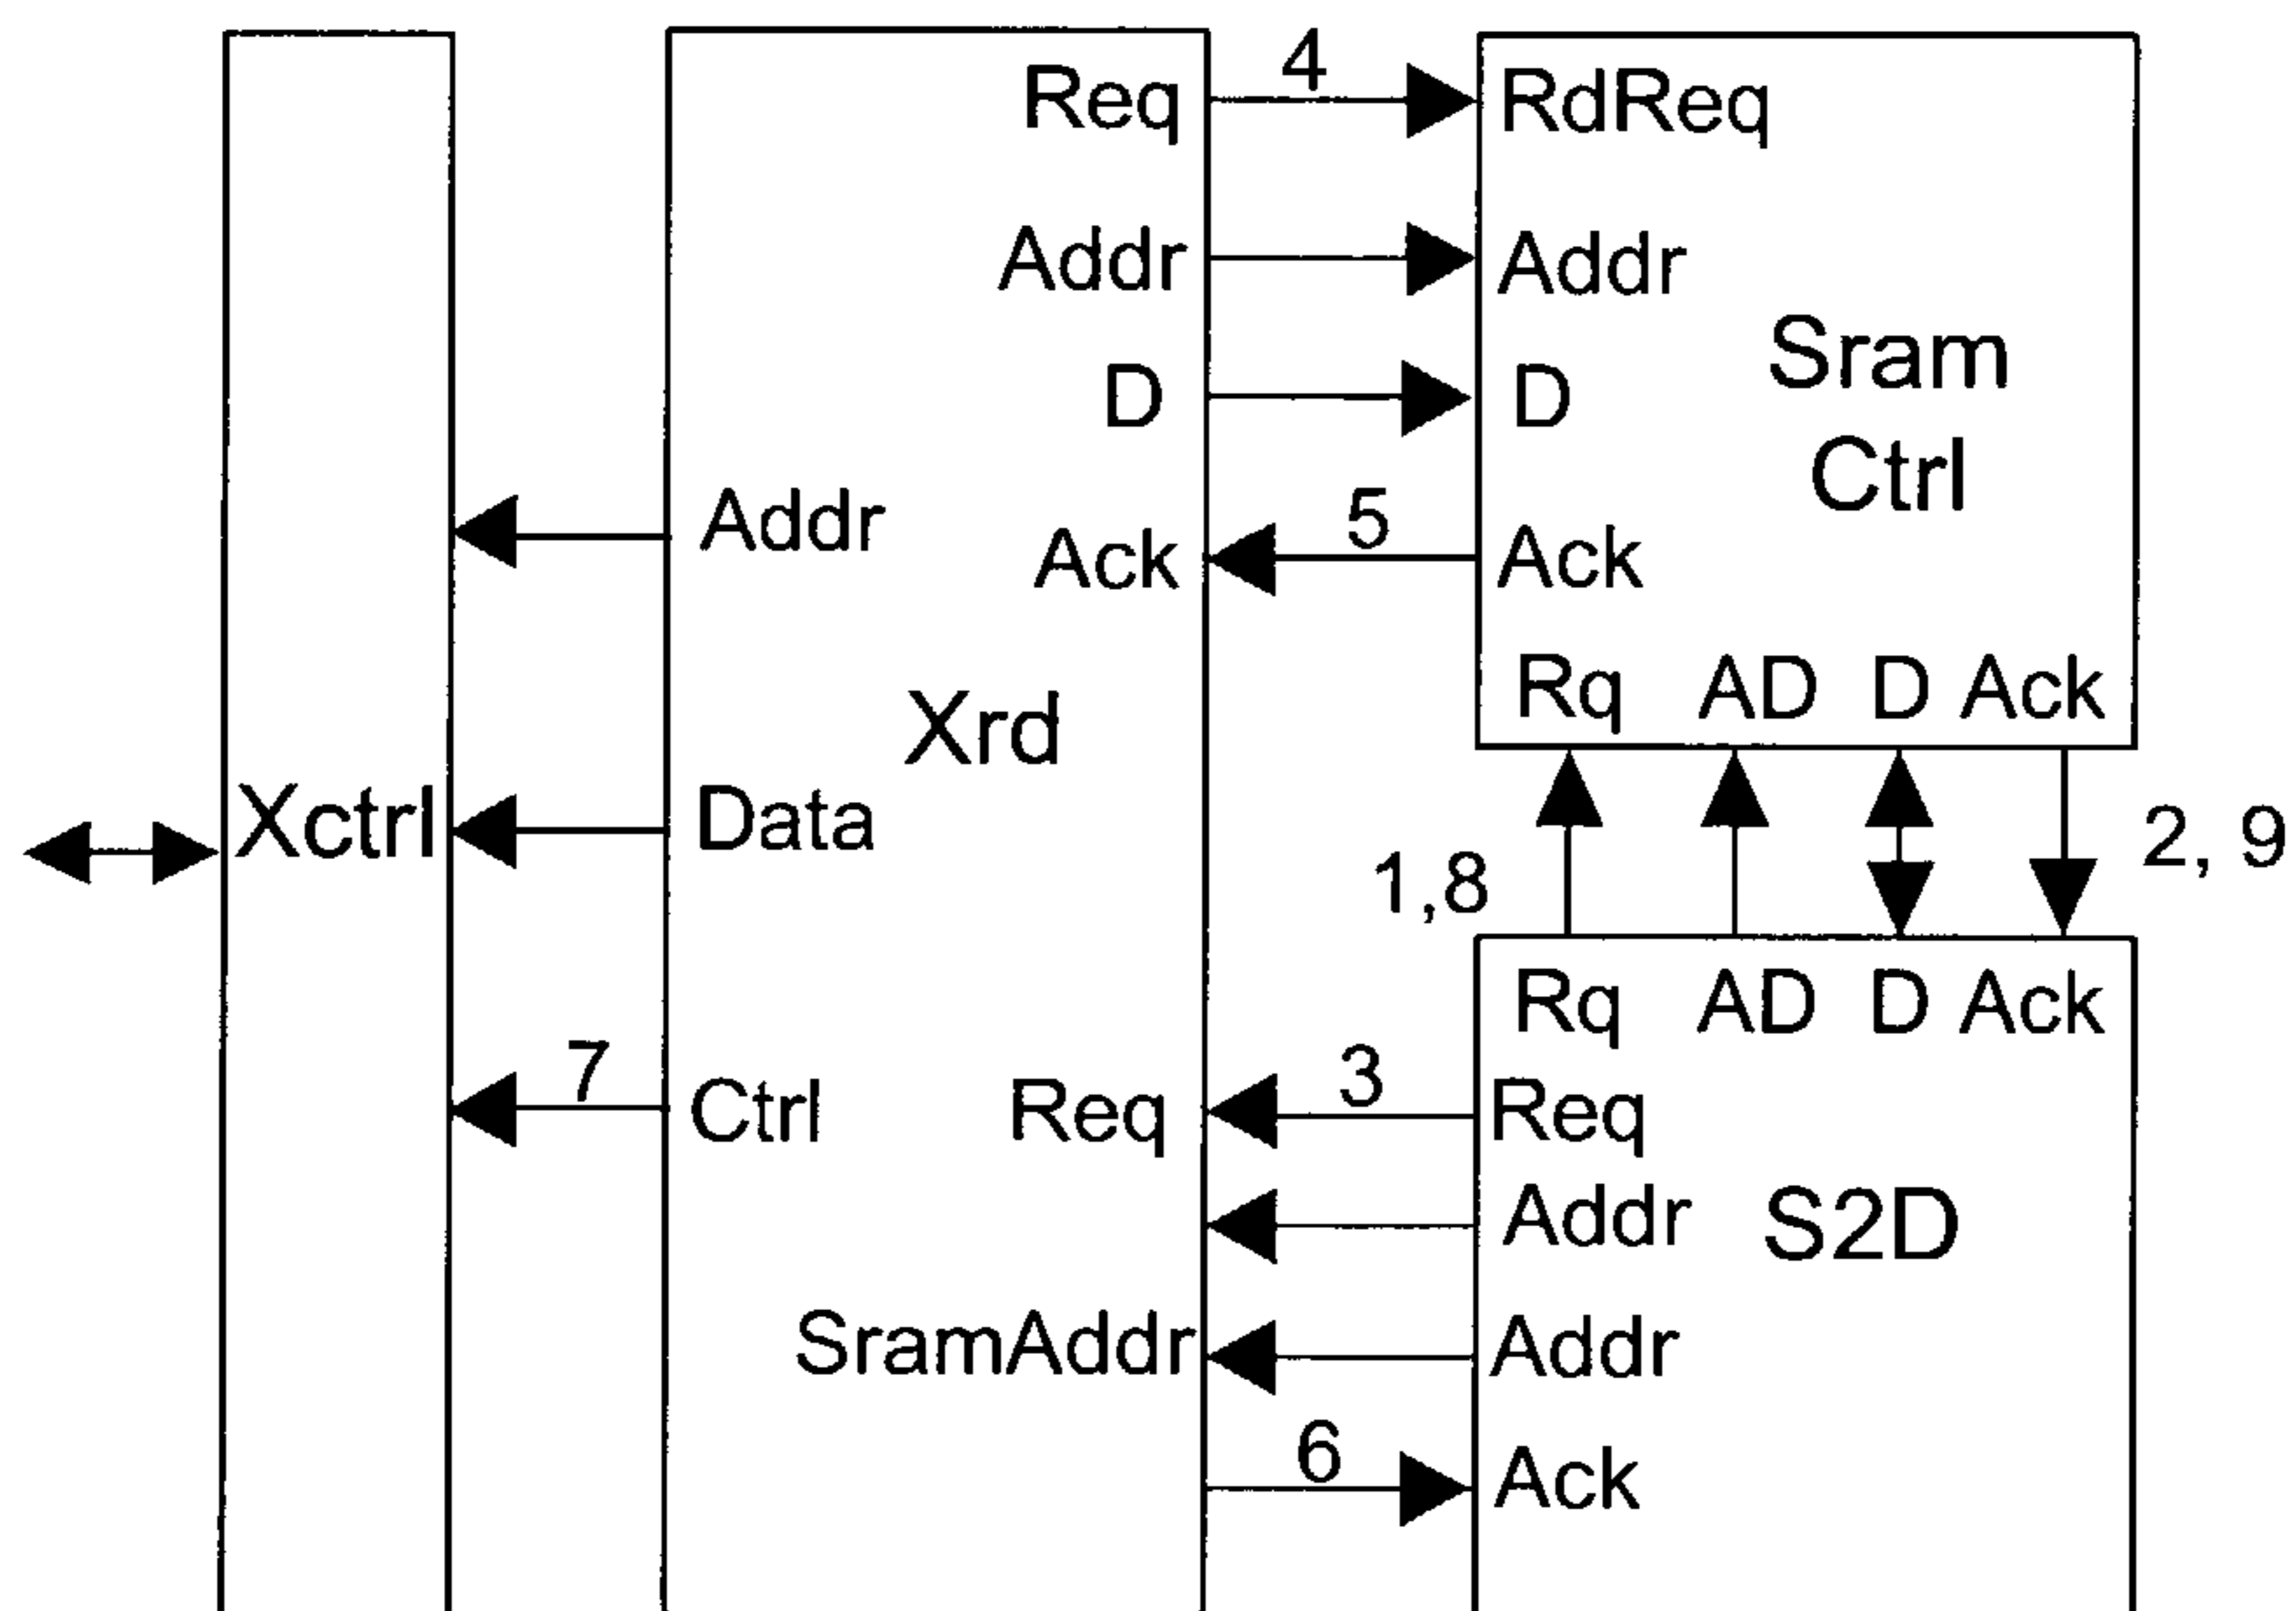 4
Req
RdReq
Addr
Addr
D
D
Sram
Ctrl
Addr
5
Ack
Ack
Rq AD D Ack
Xrd
Xctrl
Data
1,8
2, 9
Rq AD D Ack
7
Ctrl
3
Req
Req
Addr
S2D
SramAddr
Addr
6
Ack